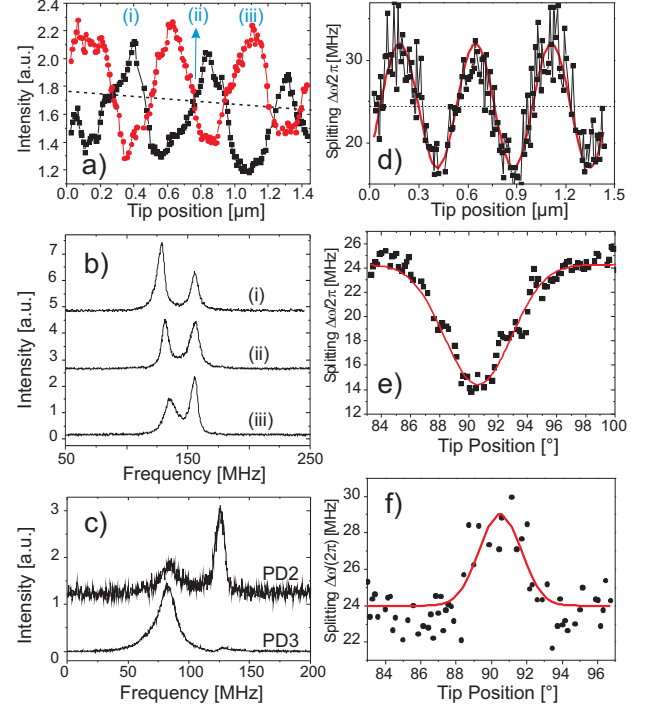 2.4
2.2
2.0
1.8
1.6
1.4
1.2
Intensity [a.u.]
(i)
(ii)
(iii)
a)
0.0 0.2 0.4 0.6 0.8 1.0 1.2 1.4
Tip position [µm]
30
20
Splitting Δω/2π [MHz]
d)
0.0 0.3 0.6 0.9 1.2 1.5
Tip position [µm]
7
6
5
4
3
2
1
0
Intensity [a.u.]
b)
(i)
(ii)
(iii)
50 100 150 200 250
Frequency [MHz]
26
24
22
20
18
16
14
12
Splitting Δω/2π [MHz]
e)
84 86 88 90 92 94 96 98 100
Tip Position [°]
3
2
1
0
Intensity [a.u.]
c)
PD2
PD3
0 50 100 150 200
Frequency [MHz]
30
28
26
24
22
Splitting Δω/(2π) [MHz]
f)
84 86 88 90 92 94 96
Tip Position [°]